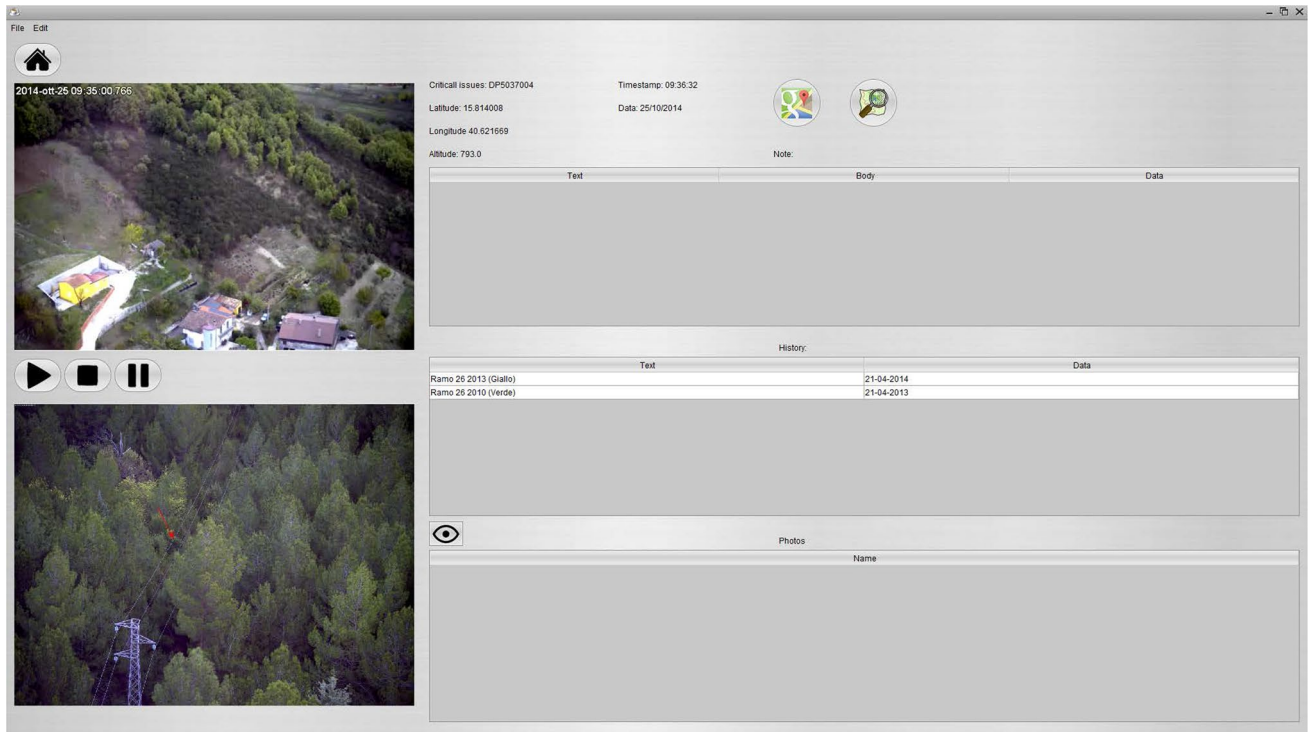 File Edit
2014-ott-25 09:35:00.766
Criticall issues: DP5037004 Timestamp: 09:36:32
Latitude: 15.814008 Data: 25/10/2014
Longitude 40.621669
Altitude: 793.0 Note:
Text Body Data
History:
Text Data
Ramo 26 2013 (Giallo) 21-04-2014
Ramo 26 2010 (Verde) 21-04-2013
Photos
Name